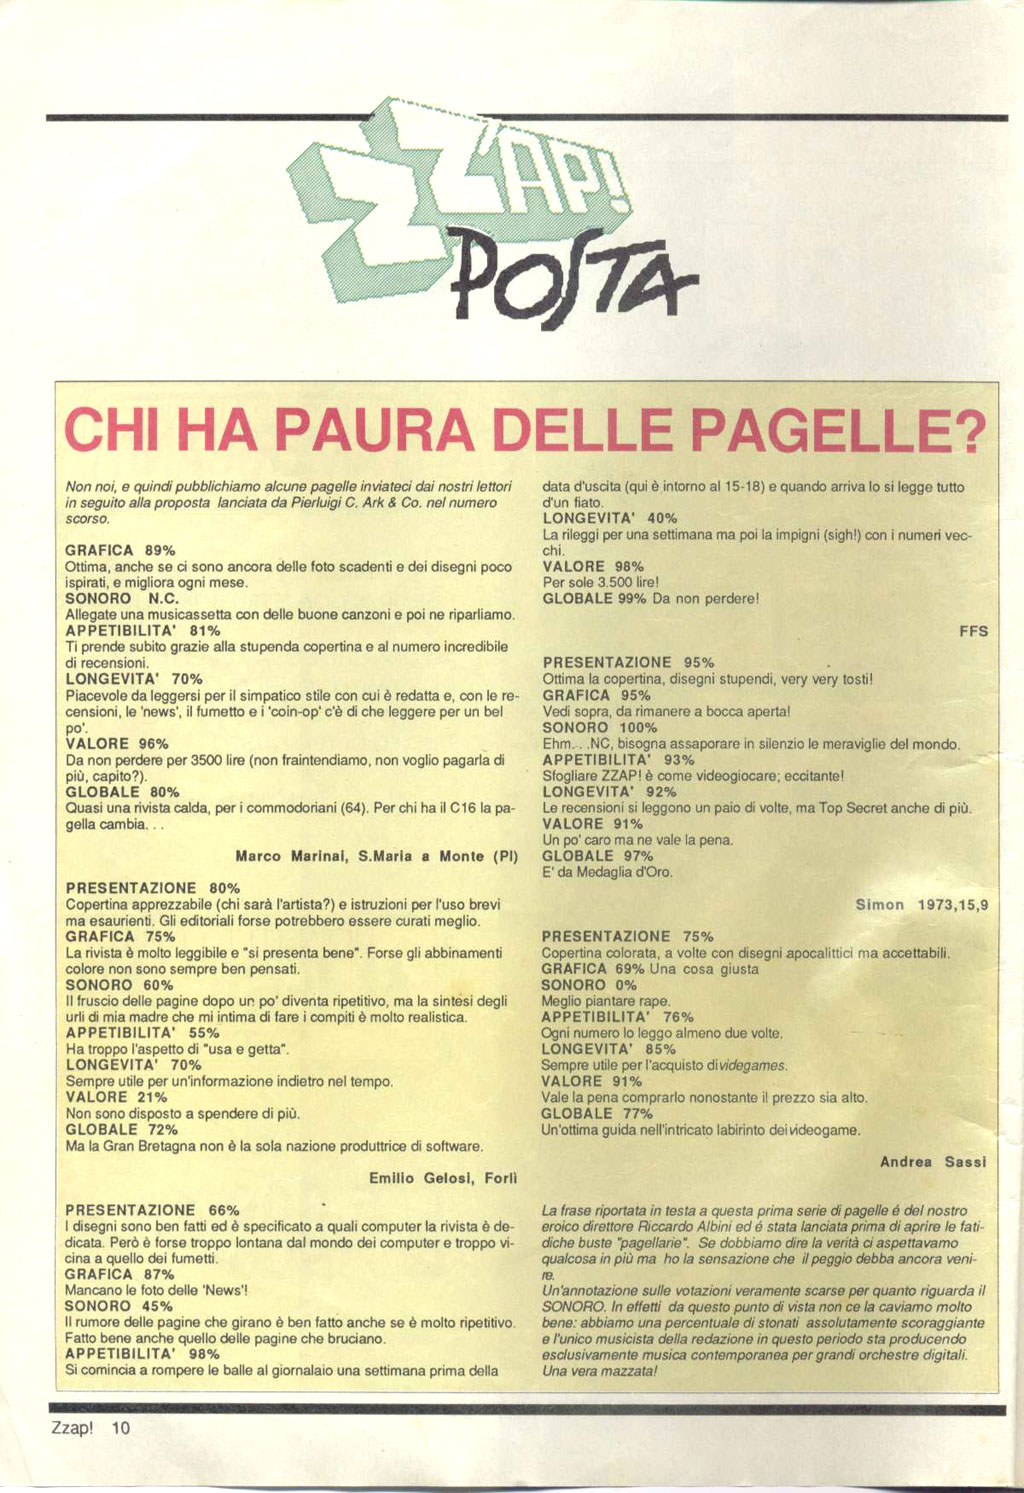 ZZAP!
POSTA
CHI HA PAURA DELLE PAGELLE?
Non noi, e quindi pubblichiamo alcune pagelle inviateci dai nostri lettori
in seguito alla proposta lanciata da Pierluigi C. Ark & Co. nel numero
scorso.
GRAFICA 89%
Ottima, anche se ci sono ancora delle foto scadenti e dei disegni poco
ispirati, e migliora ogni mese.
SONORO N.C.
Allegate una musicassetta con delle buone canzoni e poi ne riparliamo.
APPETIBILITA' 81%
Ti prende subito grazie alla stupenda copertina e al numero incredibile
di recensioni.
LONGEVITA' 70%
Piacevole da leggersi per il simpatico stile con cui è redatta e, con le re-
censioni, le 'news', il fumetto e i 'coin-op' c'è di che leggere per un bel
po'.
VALORE 96%
Da non perdere per 3500 lire (non fraintendiamo, non voglio pagarla di
più, capito?).
GLOBALE 80%
Quasi una rivista calda, per i commodoriani (64). Per chi ha il C16 la pa-
gella cambia. . .
Marco Marinai, S.Maria a Monte (PI)
PRESENTAZIONE 80%
Copertina apprezzabile (chi sarà l'artista?) e istruzioni per l'uso brevi
ma esaurienti. Gli editoriali forse potrebbero essere curati meglio.
GRAFICA 75%
La rivista è molto leggibile e "si presenta bene". Forse gli abbinamenti
colore non sono sempre ben pensati.
SONORO 60%
Il fruscio delle pagine dopo un po' diventa ripetitivo, ma la sintesi degli
urli di mia madre che mi intima di fare i compiti è molto realistica.
APPETIBILITA' 55%
Ha troppo l'aspetto di "usa e getta".
LONGEVITA' 70%
Sempre utile per un'informazione indietro nel tempo.
VALORE 21%
Non sono disposto a spendere di più.
GLOBALE 72%
Ma la Gran Bretagna non è la sola nazione produttrice di software.
Emilio Gelosi, Forlì
PRESENTAZIONE 66%
I disegni sono ben fatti ed è specificato a quali computer la rivista è de-
dicata. Però è forse troppo lontana dal mondo dei computer e troppo vi-
cina a quello dei fumetti.
GRAFICA 87%
Mancano le foto delle 'News'!
SONORO 45%
Il rumore delle pagine che girano è ben fatto anche se è molto ripetitivo.
Fatto bene anche quello delle pagine che bruciano.
APPETIBILITA' 98%
Si comincia a rompere le balle al giornalaio una settimana prima della
data d'uscita (qui è intorno al 15-18) e quando arriva lo si legge tutto
d'un fiato.
LONGEVITA' 40%
La rileggi per una settimana ma poi la impigni (sigh!) con i numeri vec-
chi.
VALORE 98%
Per sole 3.500 lire!
GLOBALE 99% Da non perdere!
FFS
PRESENTAZIONE 95%
Ottima la copertina, disegni stupendi, very very tosti!
GRAFICA 95%
Vedi sopra, da rimanere a bocca aperta!
SONORO 100%
Ehm. . .NC, bisogna assaporare in silenzio le meraviglie del mondo.
APPETIBILITA' 93%
Sfogliare ZZAP! è come videogiocare; eccitante!
LONGEVITA' 92%
Le recensioni si leggono un paio di volte, ma Top Secret anche di più.
VALORE 91%
Un po' caro ma ne vale la pena.
GLOBALE 97%
E' da Medaglia d'Oro.
Simon 1973,15,9
PRESENTAZIONE 75%
Copertina colorata, a volte con disegni apocalittici ma accettabili.
GRAFICA 69% Una cosa giusta
SONORO 0%
Meglio piantare rape.
APPETIBILITA' 76%
Ogni numero lo leggo almeno due volte.
LONGEVITA' 85%
Sempre utile per l'acquisto di videgames.
VALORE 91%
Vale la pena comprarlo nonostante il prezzo sia alto.
GLOBALE 77%
Un'ottima guida nell'intricato labirinto dei videogame.
Andrea Sassi
La frase riportata in testa a questa prima serie di pagelle é del nostro
eroico direttore Riccardo Albini ed é stata lanciata prima di aprire le fati-
diche buste "pagellarie". Se dobbiamo dire la verità ci aspettavamo
qualcosa in più ma ho la sensazione che il peggio debba ancora veni-
re.
Un'annotazione sulle votazioni veramente scarse per quanto riguarda il
SONORO. In effetti da questo punto di vista non ce la caviamo molto
bene: abbiamo una percentuale di stonati assolutamente scoraggiante
e l'unico musicista della redazione in questo periodo sta producendo
esclusivamente musica contemporanea per grandi orchestre digitali.
Una vera mazzata!
Zzap! 10